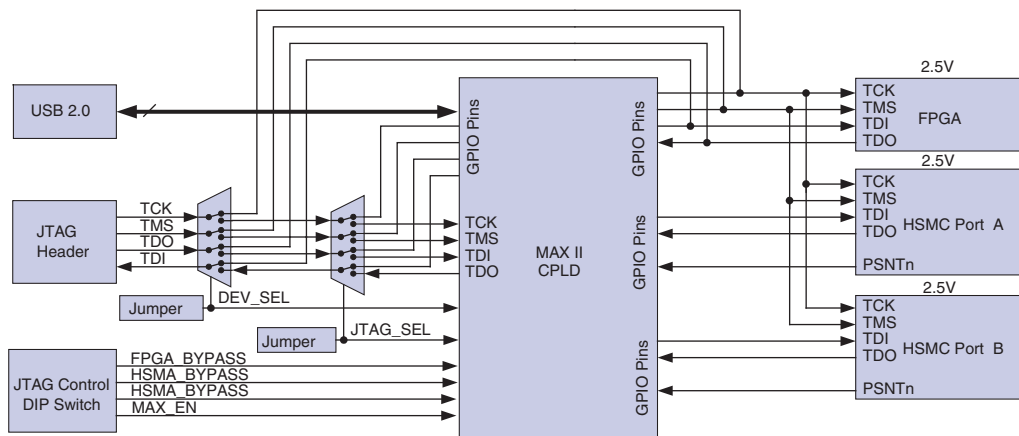 2.5V
USB 2.0
GPIO Pins
GPIO Pins
TCK
TMS
TDI
TDO
FPGA
2.5V
JTAG
Header
TCK
TMS
TDO
TDI
TCK
TMS
TDI
TDO
MAX II
CPLD
GPIO Pins
TCK
TMS
TDI
TDO
PSNTn
HSMC Port A
2.5V
Jumper
DEV_SEL
Jumper
JTAG_SEL
GPIO Pins
TCK
TMS
TDI
TDO
PSNTn
HSMC Port B
JTAG Control
DIP Switch
FPGA_BYPASS
HSMA_BYPASS
HSMA_BYPASS
MAX_EN